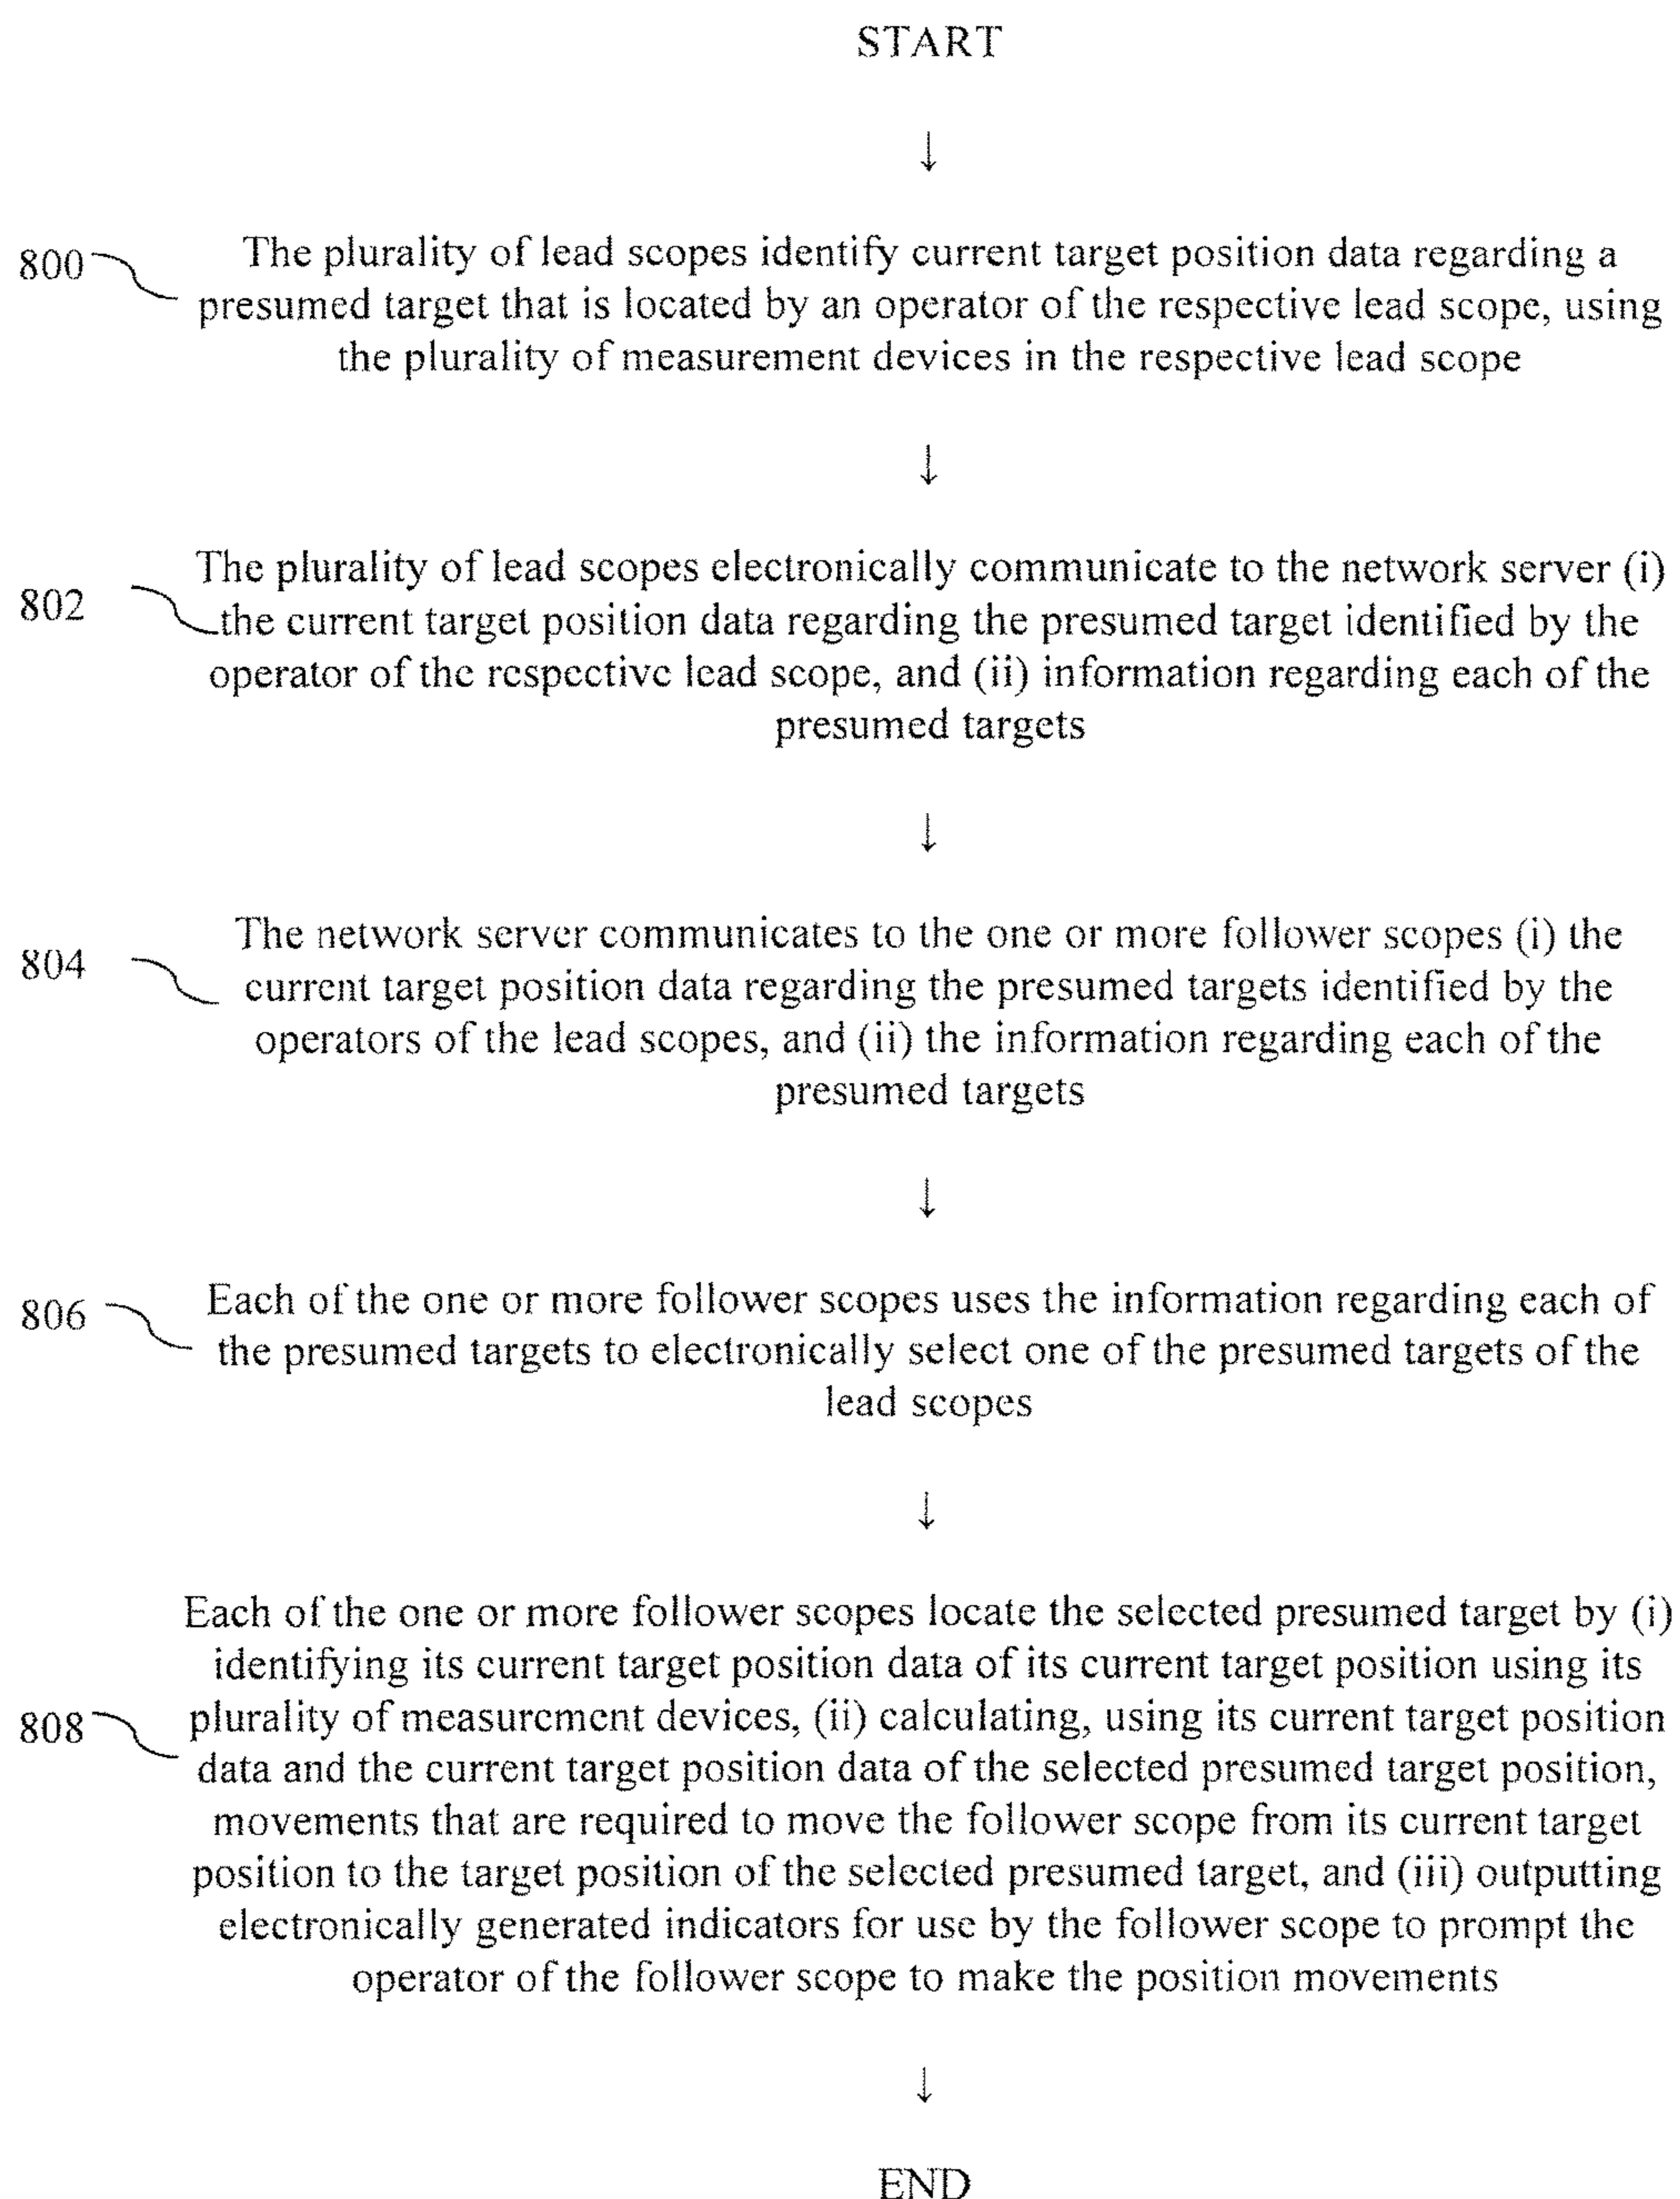 START
↓
800 The plurality of lead scopes identify current target position data regarding a
presumed target that is located by an operator of the respective lead scope, using
the plurality of measurement devices in the respective lead scope
↓
The plurality of lead scopes electronically communicate to the network server (i)
802 the current target position data regarding the presumed target identified by the
operator of the respective lead scope, and (ii) information regarding each of the
presumed targets
↓
The network server communicates to the one or more follower scopes (i) the
804 current target position data regarding the presumed targets identified by the
operators of the lead scopes, and (ii) the information regarding each of the
presumed targets
↓
806 Each of the one or more follower scopes uses the information regarding each of
the presumed targets to electronically select one of the presumed targets of the
lead scopes
↓
Each of the one or more follower scopes locate the selected presumed target by (i)
identifying its current target position data of its current target position using its
808 plurality of measurement devices, (ii) calculating, using its current target position
data and the current target position data of the selected presumed target position,
movements that are required to move the follower scope from its current target
position to the target position of the selected presumed target, and (iii) outputting
electronically generated indicators for use by the follower scope to prompt the
operator of the follower scope to make the position movements
↓
END